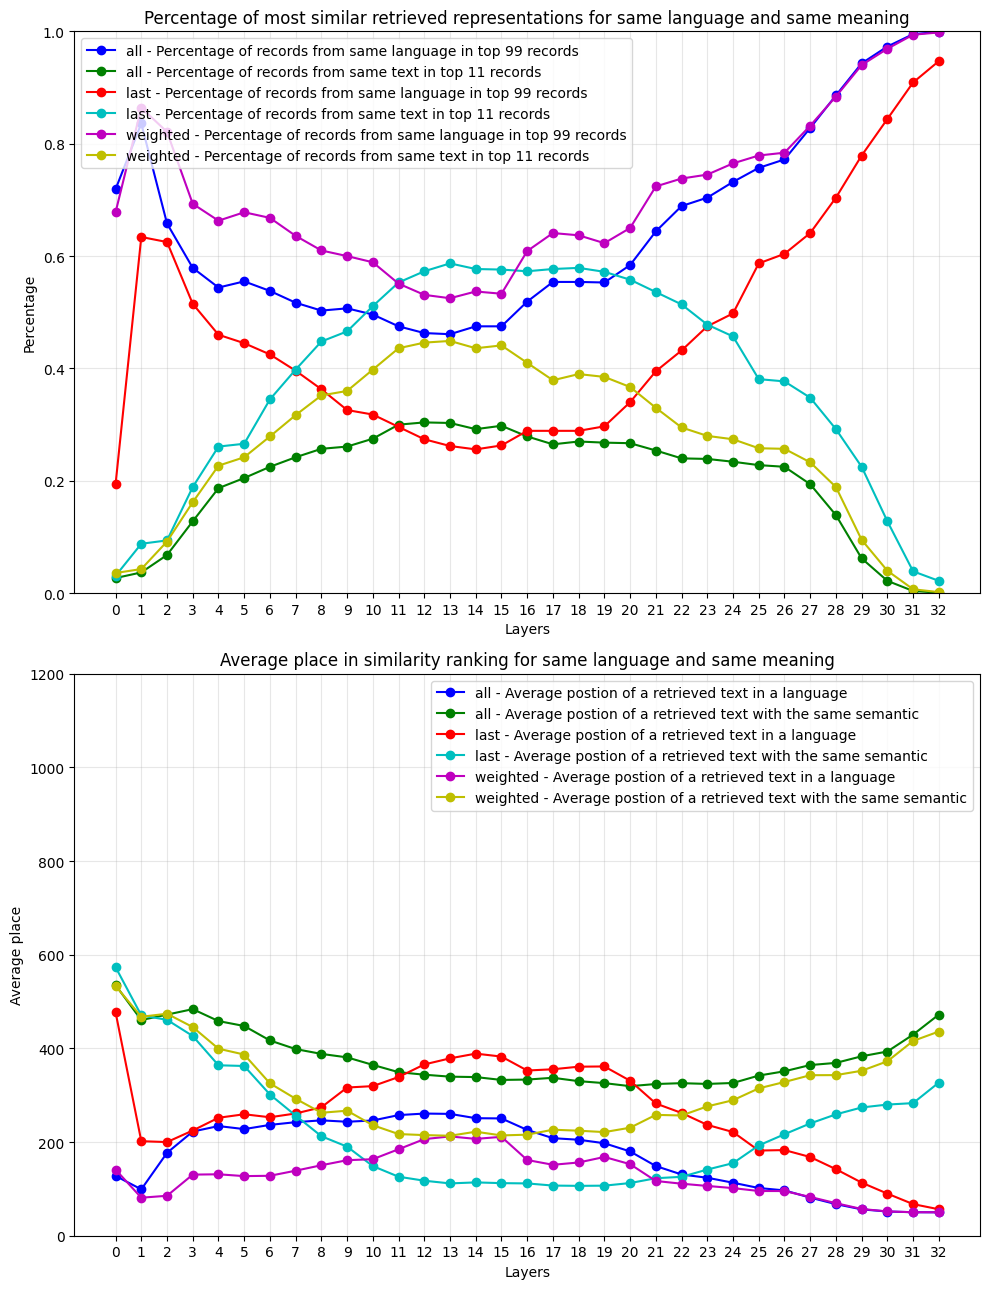 Percentage of most similar retrieved representations for same language and same meaning
1.0
0.8
0.6
0.4
0.2
0.0
Percentage
all - Percentage of records from same language in top 99 records
all - Percentage of records from same text in top 11 records
last - Percentage of records from same language in top 99 records
last - Percentage of records from same text in top 11 records
weighted - Percentage of records from same language in top 99 records
weighted - Percentage of records from same text in top 11 records
0 1 2 3 4 5 6 7 8 9 10 11 12 13 14 15 16 17 18 19 20 21 22 23 24 25 26 27 28 29 30 31 32
Layers
Average place in similarity ranking for same language and same meaning
1200
1000
800
600
400
200
0
Average place
all - Average postion of a retrieved text in a language
all - Average postion of a retrieved text with the same semantic
last - Average postion of a retrieved text in a language
last - Average postion of a retrieved text with the same semantic
weighted - Average postion of a retrieved text in a language
weighted - Average postion of a retrieved text with the same semantic
0 1 2 3 4 5 6 7 8 9 10 11 12 13 14 15 16 17 18 19 20 21 22 23 24 25 26 27 28 29 30 31 32
Layers